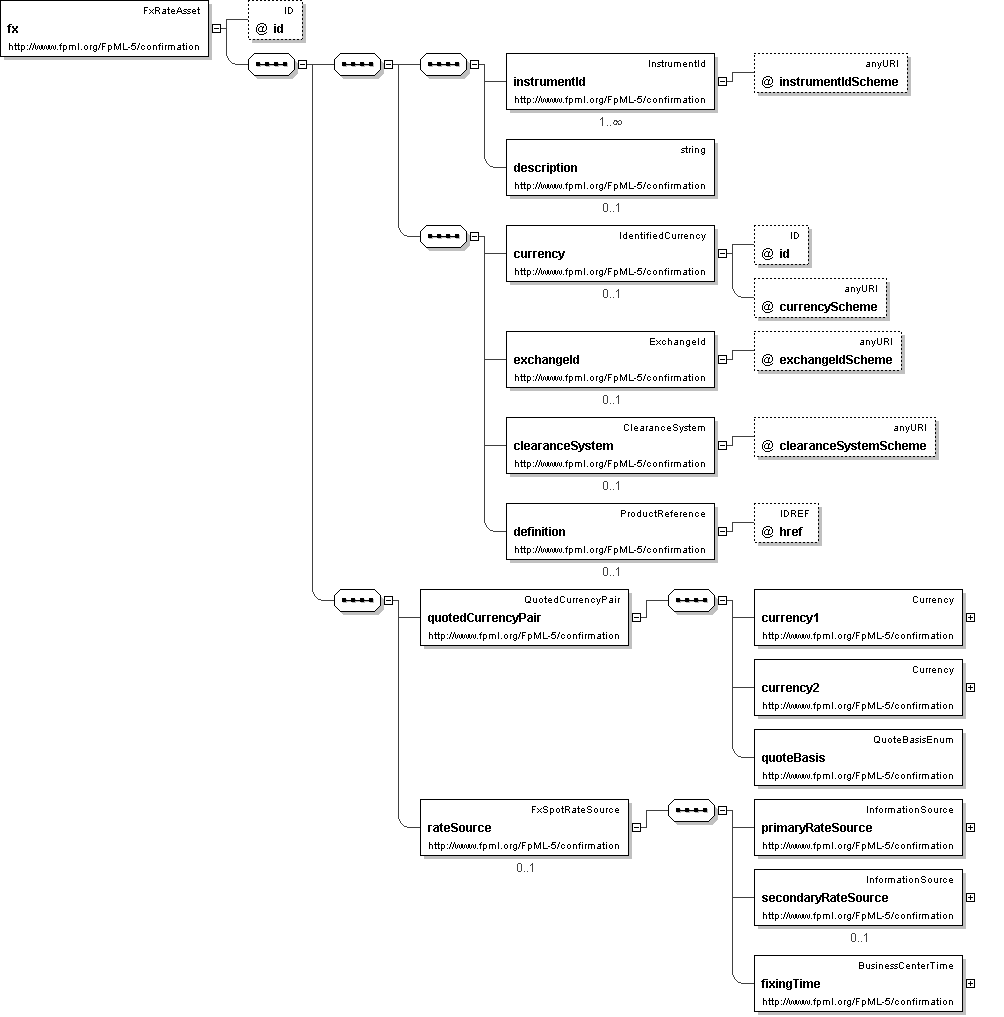 FxRateAsset
fx
http://www.fpml.org/FpML-5/confirmation
ID
@ id
InstrumentId
instrumentId
http://www.fpml.org/FpML-5/confirmation
1..∞
anyURI
@ instrumentIdScheme
string
description
http://www.fpml.org/FpML-5/confirmation
0..1
IdentifiedCurrency
currency
http://www.fpml.org/FpML-5/confirmation
0..1
ID
@ id
anyURI
@ currencyScheme
ExchangeId
exchangeId
http://www.fpml.org/FpML-5/confirmation
0..1
anyURI
@ exchangeIdScheme
ClearanceSystem
clearanceSystem
http://www.fpml.org/FpML-5/confirmation
0..1
anyURI
@ clearanceSystemScheme
ProductReference
definition
http://www.fpml.org/FpML-5/confirmation
0..1
IDREF
@ href
QuotedCurrencyPair
quotedCurrencyPair
http://www.fpml.org/FpML-5/confirmation
Currency
currency1
http://www.fpml.org/FpML-5/confirmation
Currency
currency2
http://www.fpml.org/FpML-5/confirmation
QuoteBasisEnum
quoteBasis
http://www.fpml.org/FpML-5/confirmation
FxSpotRateSource
rateSource
http://www.fpml.org/FpML-5/confirmation
0..1
InformationSource
primaryRateSource
http://www.fpml.org/FpML-5/confirmation
InformationSource
secondaryRateSource
http://www.fpml.org/FpML-5/confirmation
0..1
BusinessCenterTime
fixingTime
http://www.fpml.org/FpML-5/confirmation